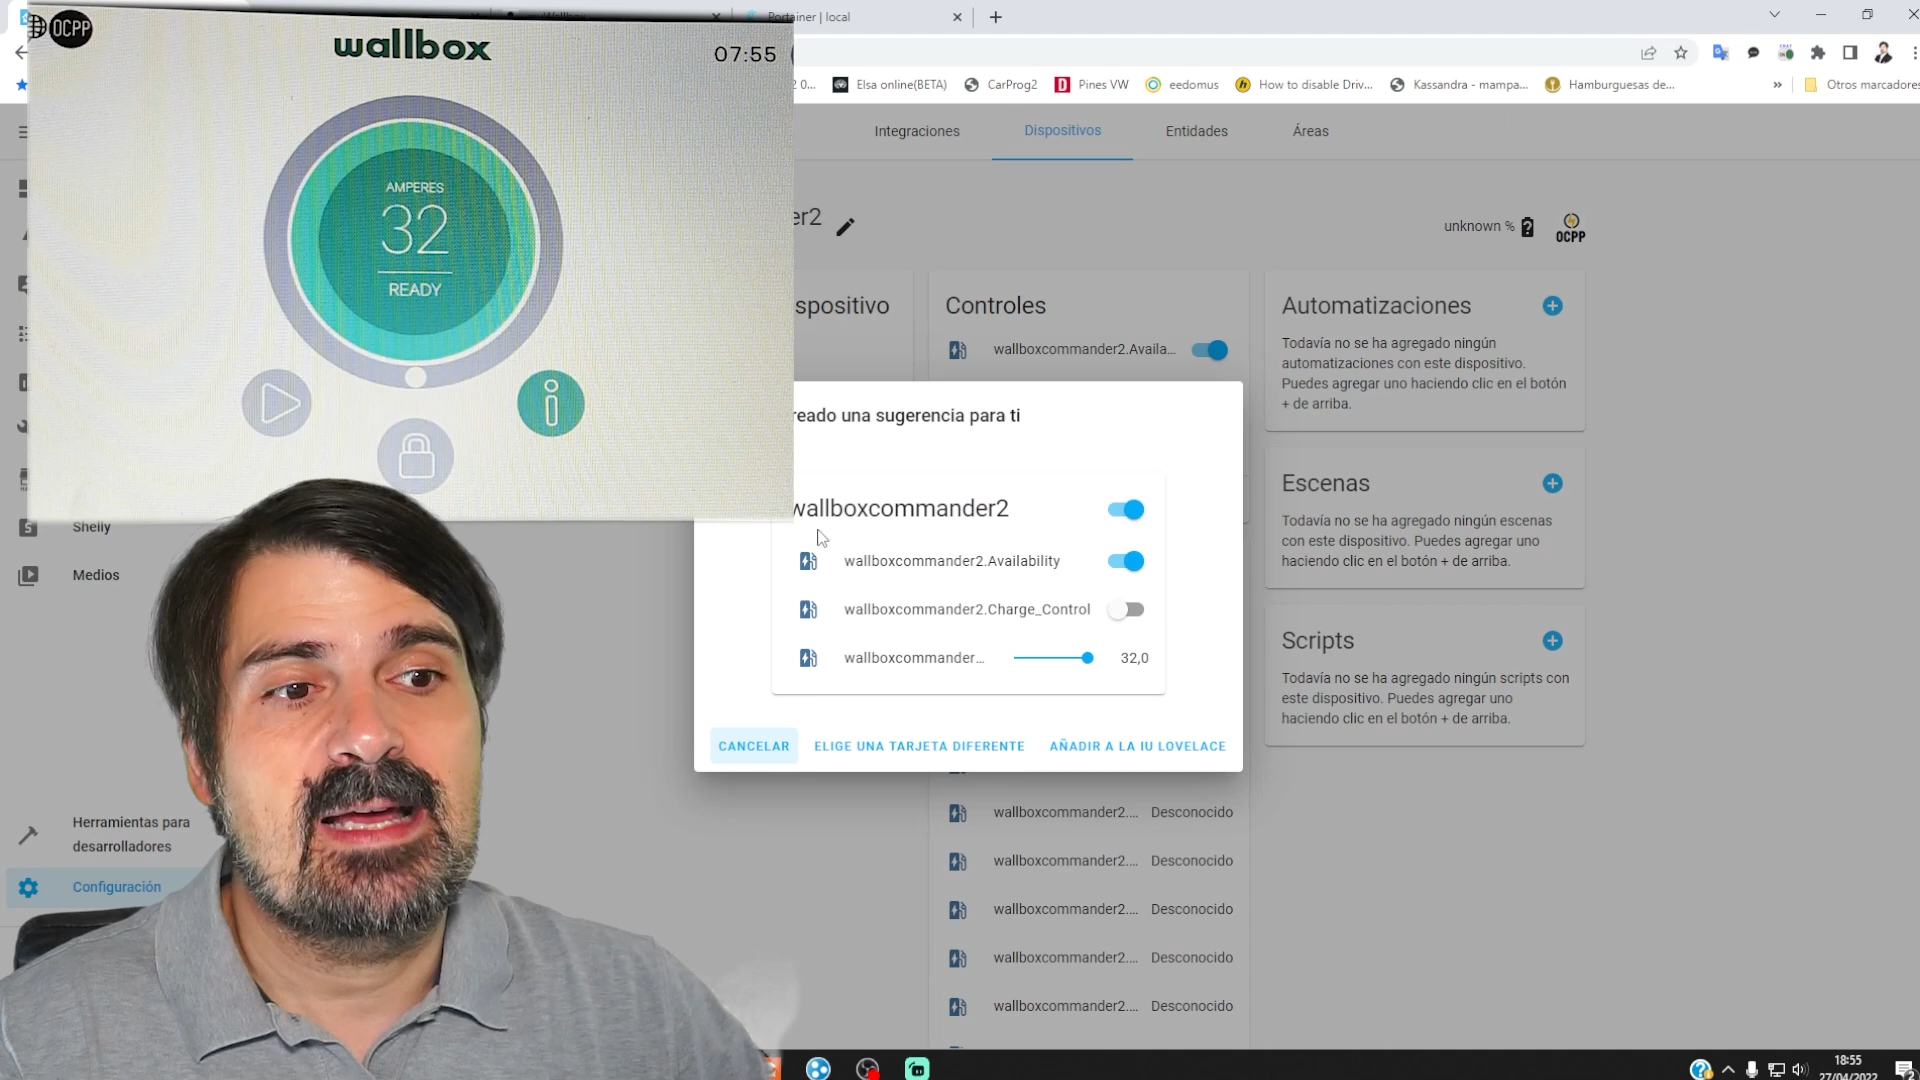 Portainer | local
OCPP
wallbox
07:55
2 0...
Elsa online(BETA)
CarProg2
Pines VW
eedomus
How to disable Driv...
Kassandra - mampa...
Hamburguesas de...
»
Otros marcadores
Integraciones
Dispositivos
Entidades
Áreas
AMPERES
32
READY
er2
unknown %
OCPP
spositivo
Controles
wallboxcommander2.Availa...
Automatizaciones
Todavía no se ha agregado ningún
automatizaciones con este dispositivo.
Puedes agregar uno haciendo clic en el botón
+ de arriba.
reado una sugerencia para ti
wallboxcommander2
wallboxcommander2.Availability
wallboxcommander2.Charge_Control
wallboxcommander...
32,0
CANCELAR
ELIGE UNA TARJETA DIFERENTE
AÑADIR A LA IU LOVELACE
Escenas
Todavía no se ha agregado ningún escenas
con este dispositivo. Puedes agregar uno
haciendo clic en el botón + de arriba.
Scripts
Todavía no se ha agregado ningún scripts con
este dispositivo. Puedes agregar uno
haciendo clic en el botón + de arriba.
Shelly
Medios
Herramientas para
desarrolladores
Configuración
wallboxcommander2.... Desconocido
wallboxcommander2.... Desconocido
wallboxcommander2.... Desconocido
wallboxcommander2.... Desconocido
wallboxcommander2.... Desconocido
18:55
27/04/2022